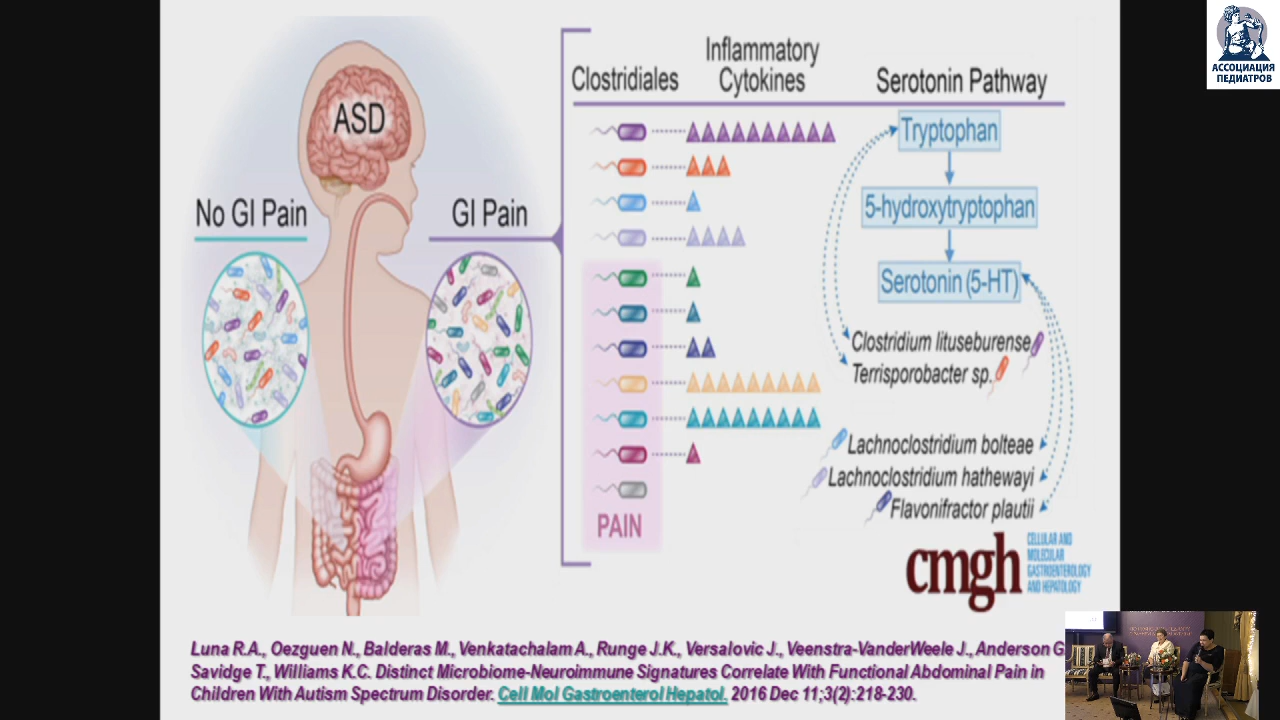 АССОЦИАЦИЯ
ПЕДИАТРОВ
ASD
No GI Pain
GI Pain
Clostridiales
Inflammatory
Cytokines
Serotonin Pathway
Tryptophan
5-hydroxytryptophan
Serotonin (5-HT)
Clostridium lituseburense
Terrisporobacter sp.
Lachnoclostridium bolteae
Lachnoclostridium hathewayi
Flavonifractor plautii
PAIN
cmgh
CELLULAR AND
MOLECULAR
GASTROENTEROLOGY
AND HEPATOLOGY
Luna R.A., Oezguen N., Balderas M., Venkatachalam A., Runge J.K., Versalovic J., Veenstra-VanderWeele J., Anderson G.
Savidge T., Williams K.C. Distinct Microbiome-Neuroimmune Signatures Correlate With Functional Abdominal Pain in
Children With Autism Spectrum Disorder. Cell Mol Gastroenterol Hepatol. 2016 Dec 11;3(2):218-230.